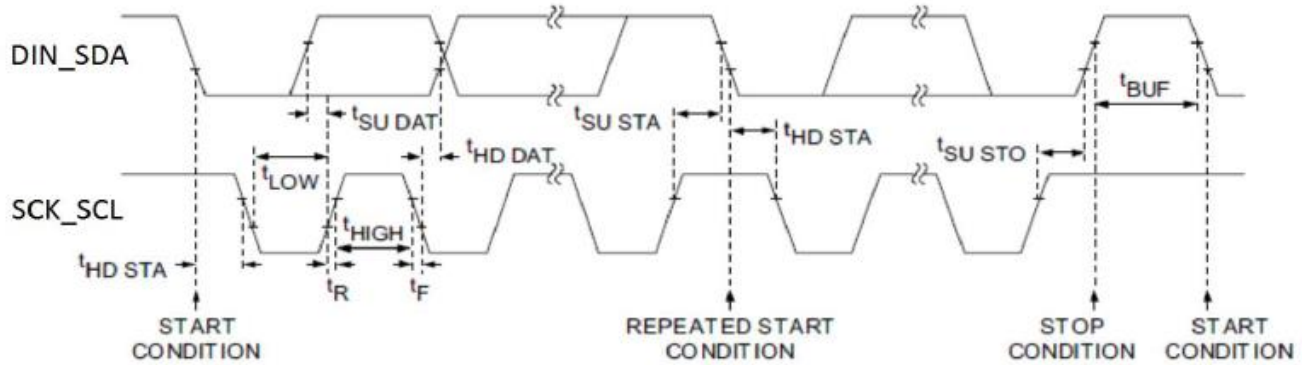 DIN_SDA
tSU DAT
tHD DAT
tSU STA
tHD STA
tSU STO
tBUF
SCK_SCL
tLOW
tHIGH
tHD STA
tR
tF
START
CONDITION
REPEATED START
CONDITION
STOP
CONDITION
START
CONDITION